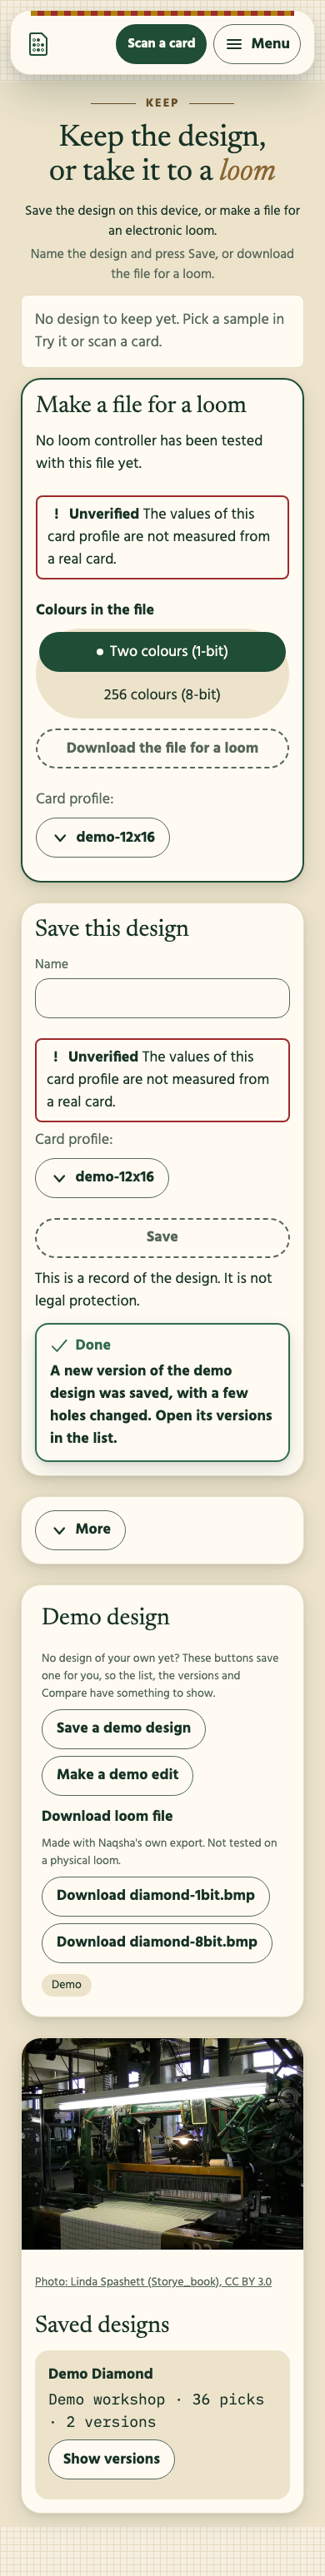 Scan a card
Menu
KEEP
Keep the design,
or take it to a loom
Save the design on this device, or make a file for
an electronic loom.
Name the design and press Save, or download
the file for a loom.
No design to keep yet. Pick a sample in
Try it or scan a card.
Make a file for a loom
No loom controller has been tested
with this file yet.
! Unverified The values of this
card profile are not measured from
a real card.
Colours in the file
Two colours (1-bit)
256 colours (8-bit)
Download the file for a loom
Card profile:
demo-12x16
Save this design
Name
! Unverified The values of this
card profile are not measured from
a real card.
Card profile:
demo-12x16
Save
This is a record of the design. It is not
legal protection.
Done
A new version of the demo
design was saved, with a few
holes changed. Open its versions
in the list.
More
Demo design
No design of your own yet? These buttons save
one for you, so the list, the versions and
Compare have something to show.
Save a demo design
Make a demo edit
Download loom file
Made with Naqsha's own export. Not tested on
a physical loom.
Download diamond-1bit.bmp
Download diamond-8bit.bmp
Demo
Photo: Linda Spashett (Storye_book), CC BY 3.0
Saved designs
Demo Diamond
Demo workshop · 36 picks
· 2 versions
Show versions